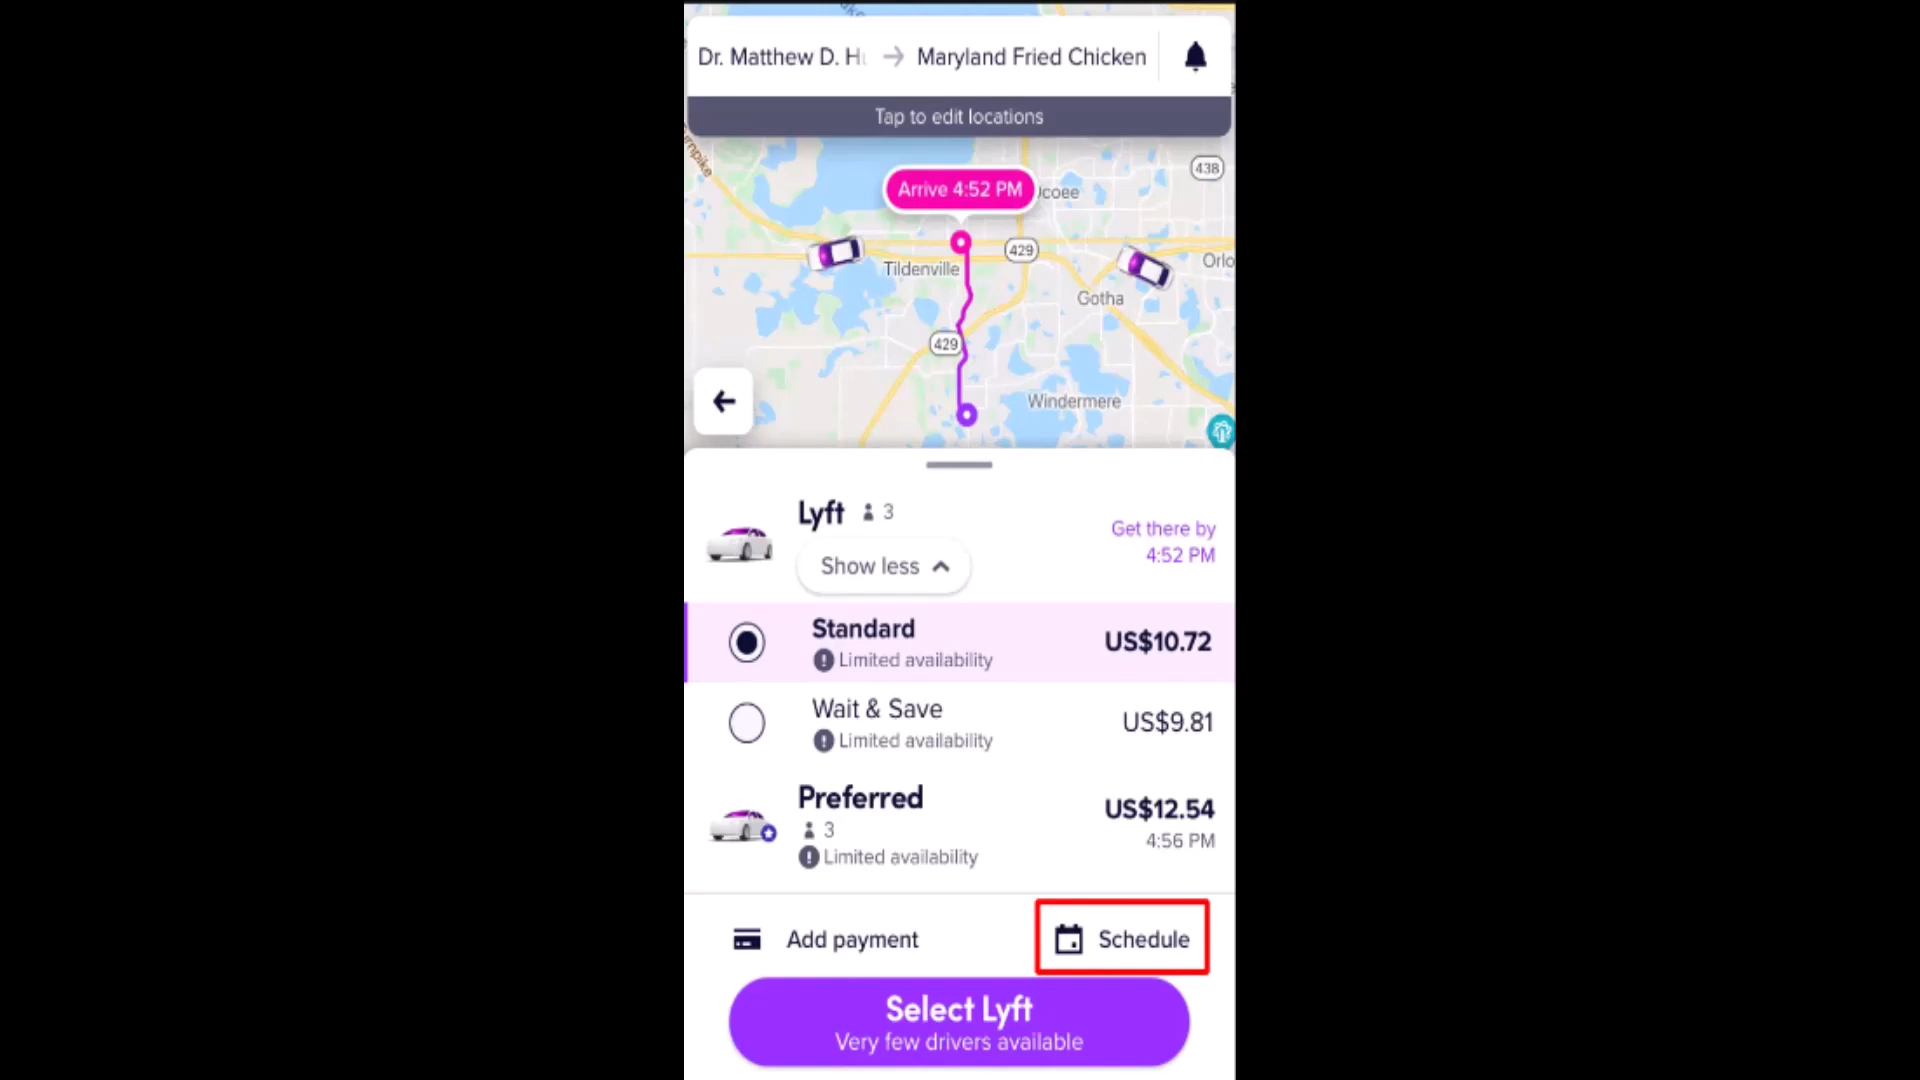 Dr. Matthew D. H
Maryland Fried Chicken
Tap to edit locations
438
Arrive 4:52 PM
429
Tildenville
Gotha
429
Windermere
Lyft 3
Get there by
4:52 PM
Show less
Standard
US$10.72
Limited availability
Wait & Save
US$9.81
Limited availability
Preferred
US$12.54
3
4:56 PM
Limited availability
Add payment
Schedule
Select Lyft
Very few drivers available